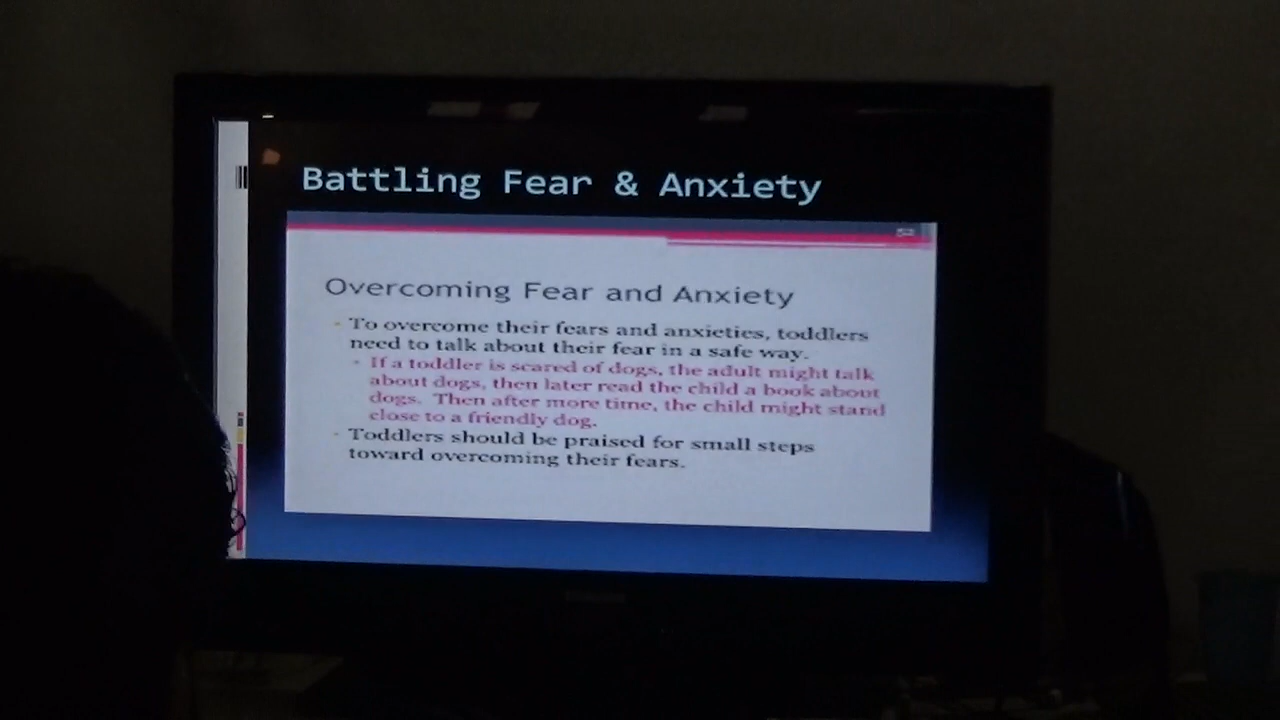 Battling Fear & Anxiety
Overcoming Fear and Anxiety
To overcome their fears and anxieties, toddlers
need to talk about their fear in a safe way.
If a toddler is scared of dogs, the adult might talk
about dogs, then later read the child a book about
dogs. Then after more time, the child might stand
close to a friendly dog.
Toddlers should be praised for small steps
toward overcoming their fears.